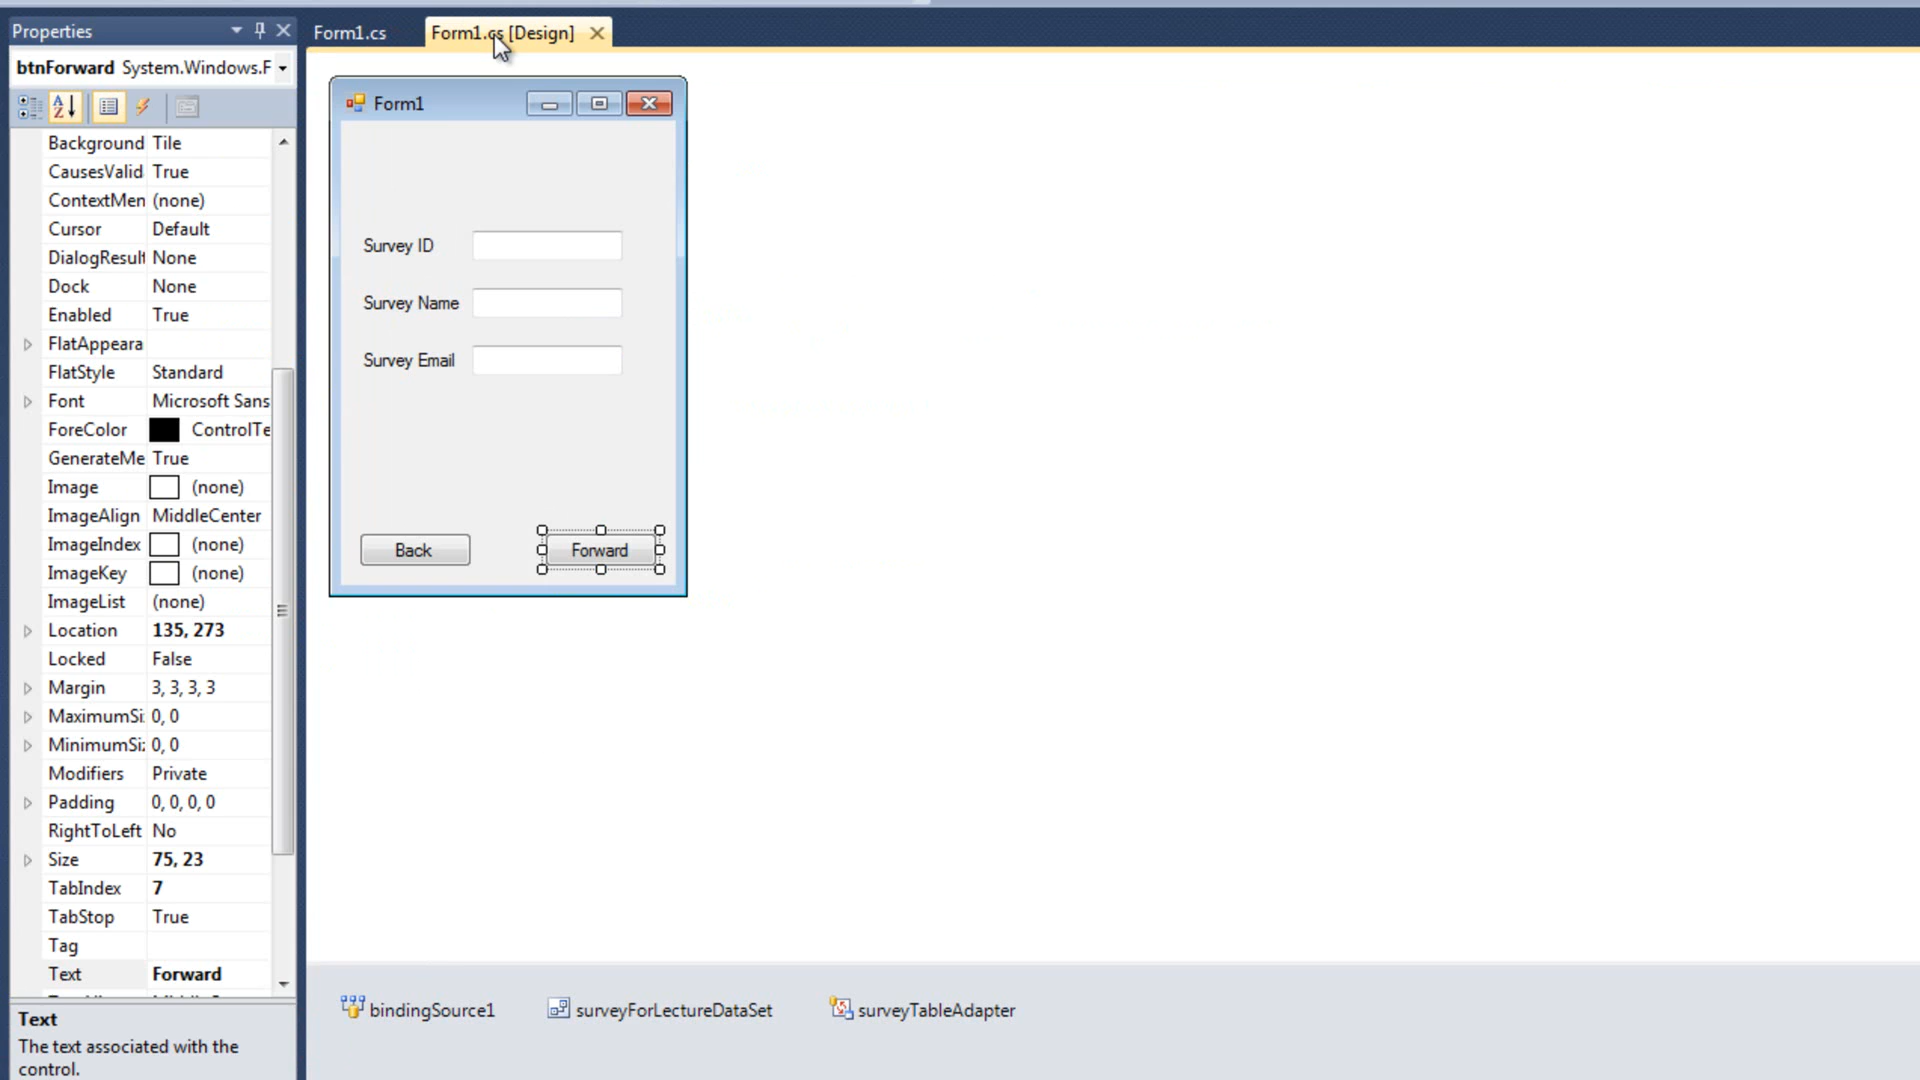 Properties
Form1.cs
Form1.cs [Design]
btnForward System.Windows.F
Background Tile
CausesValid True
ContextMen (none)
Cursor Default
DialogResult None
Dock None
Enabled True
FlatAppeara
FlatStyle Standard
Font Microsoft Sans
ForeColor ControlTe
GenerateMe True
Image (none)
ImageAlign MiddleCenter
ImageIndex (none)
ImageKey (none)
ImageList (none)
Location 135, 273
Locked False
Margin 3, 3, 3, 3
MaximumSi 0, 0
MinimumSi 0, 0
Modifiers Private
Padding 0, 0, 0, 0
RightToLeft No
Size 75, 23
TabIndex 7
TabStop True
Tag
Text Forward
Text
The text associated with the
control.
Form1
Survey ID
Survey Name
Survey Email
Back
Forward
bindingSource1
surveyForLectureDataSet
surveyTableAdapter